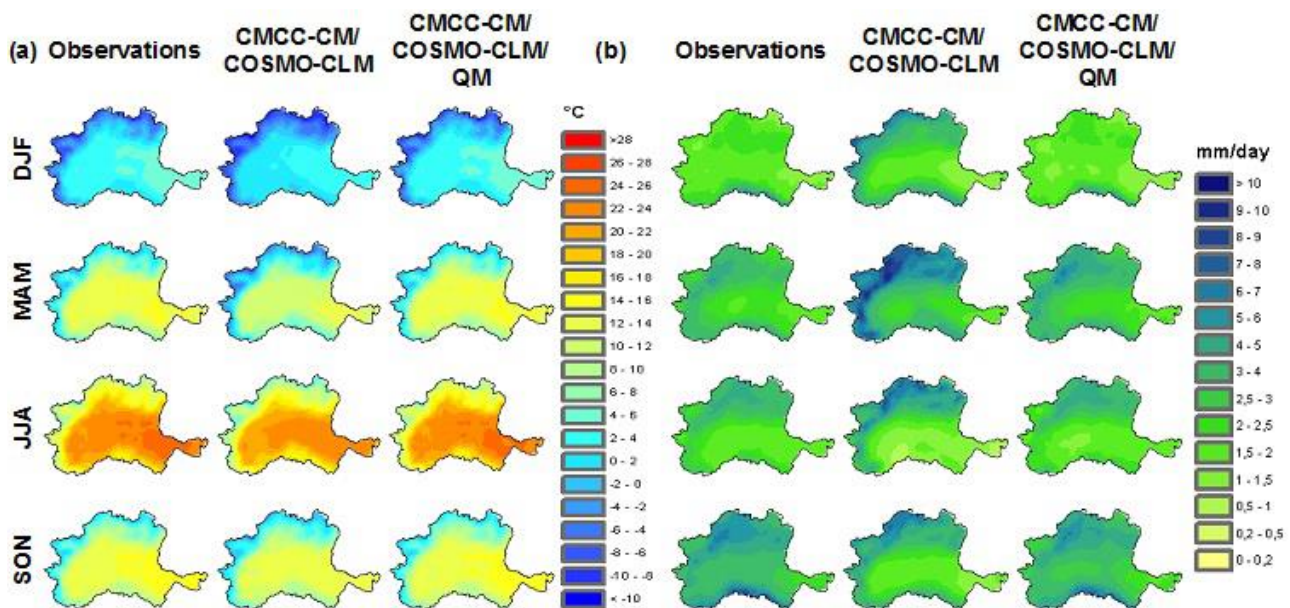 (a) Observations CMCC-CM/ COSMO-CLM CMCC-CM/ COSMO-CLM/ QM
(b) Observations CMCC-CM/ COSMO-CLM CMCC-CM/ COSMO-CLM/ QM
DJF
MAM
JJA
SON
°C
>28
26 - 28
24 - 26
22 - 24
20 - 22
18 - 20
16 - 18
14 - 16
12 - 14
10 - 12
8 - 10
6 - 8
4 - 6
2 - 4
0 - 2
-2 - 0
-4 - -2
-6 - -4
-8 - -6
-10 - -8
< -10
mm/day
> 10
9 - 10
8 - 9
7 - 8
6 - 7
5 - 6
4 - 5
3 - 4
2,5 - 3
2 - 2,5
1,5 - 2
1 - 1,5
0,5 - 1
0,2 - 0,5
0 - 0,2